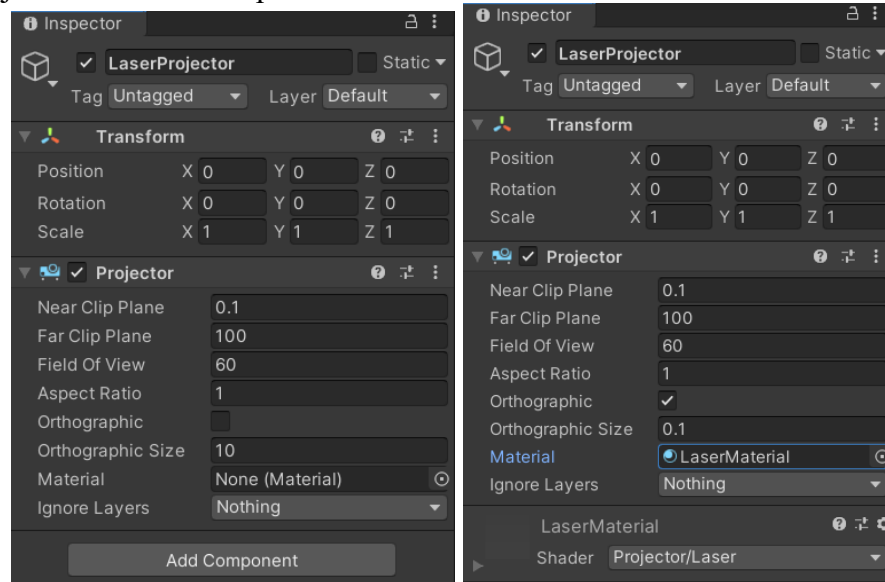 Inspector
LaserProjector
Static
Tag Untagged Layer Default
Transform
Position X 0 Y 0 Z 0
Rotation X 0 Y 0 Z 0
Scale X 1 Y 1 Z 1
Projector
Near Clip Plane 0.1
Far Clip Plane 100
Field Of View 60
Aspect Ratio 1
Orthographic
Orthographic Size 10
Material None (Material)
Ignore Layers Nothing
Add Component
Inspector
LaserProjector
Static
Tag Untagged Layer Default
Transform
Position X 0 Y 0 Z 0
Rotation X 0 Y 0 Z 0
Scale X 1 Y 1 Z 1
Projector
Near Clip Plane 0.1
Far Clip Plane 100
Field Of View 60
Aspect Ratio 1
Orthographic
Orthographic Size 0.1
Material LaserMaterial
Ignore Layers Nothing
LaserMaterial
Shader Projector/Laser